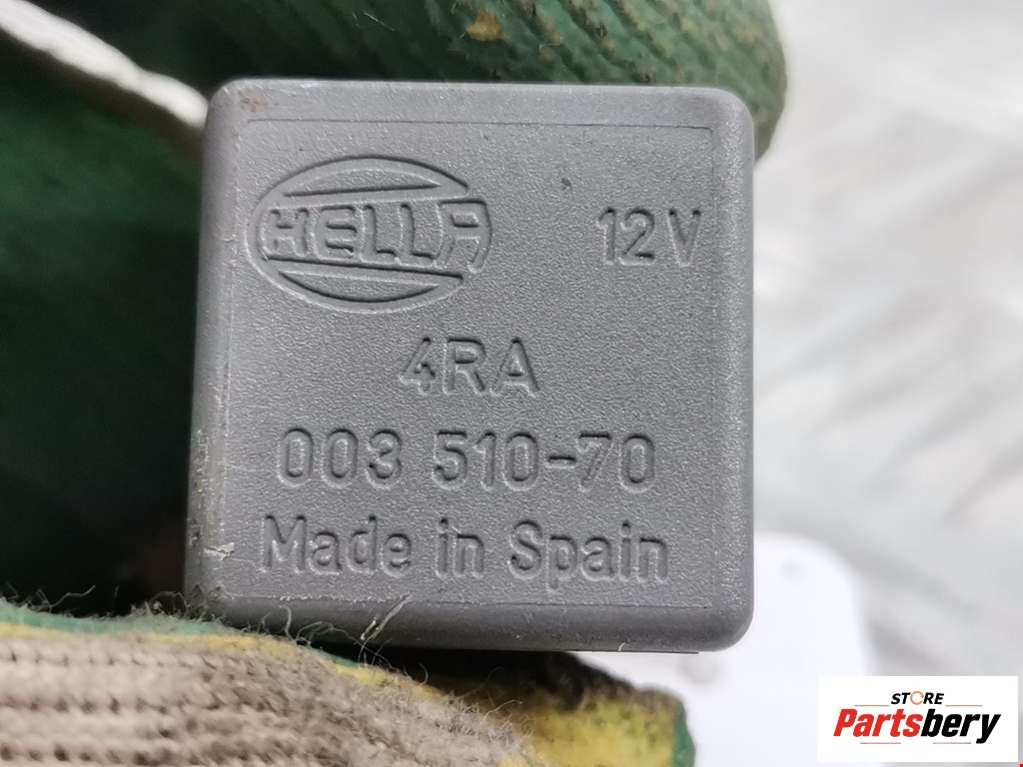 HELLA
12V
4RA
003 510-70
Made in Spain
STORE
Partsbery